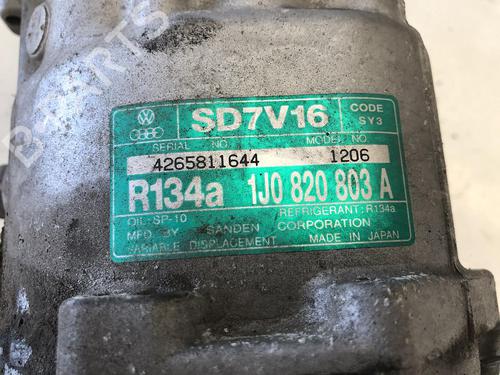 SD7V16
CODE
SY3
SERIAL NO.
MODEL NO.
4265811644 1206
R134a 1J0 820 803 A
OIL:SP-10 REFRIGERANT:R134a
MFD BY SANDEN CORPORATION
VARIABLE DISPLACEMENT MADE IN JAPAN